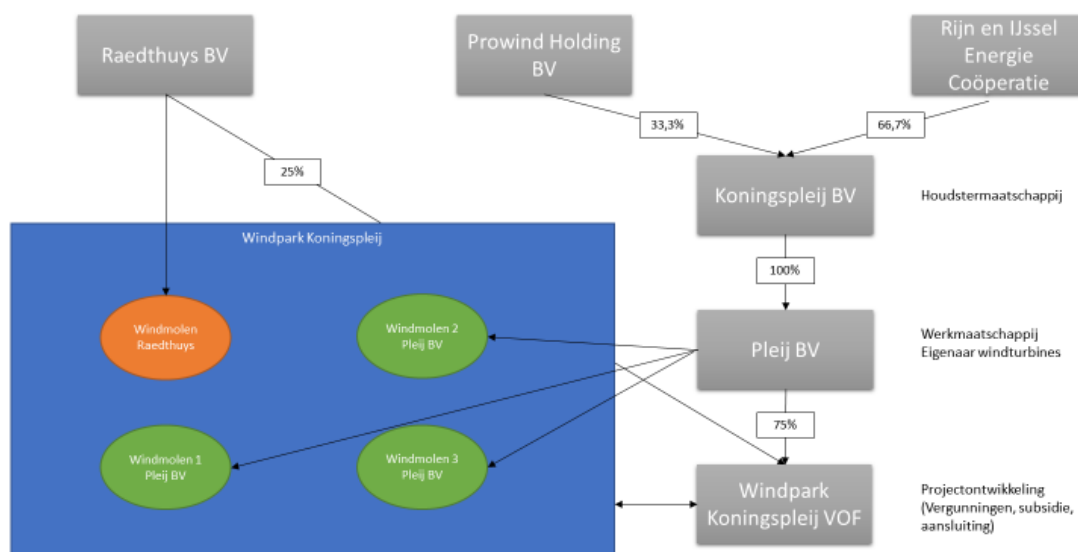 Raedthuys BV
Prowind Holding
BV
Rijn en IJssel
Energie
Coöperatie
33,3%
66,7%
25%
Koningspleij BV
Houdstermaatschappij
Windpark Koningspleij
100%
Windmolen
Raedthuys
Windmolen 2
Pleij BV
Pleij BV
Werkmaatschappij
Eigenaar windturbines
75%
Windmolen 1
Pleij BV
Windmolen 3
Pleij BV
Windpark
Koningspleij VOF
Projectontwikkeling
(Vergunningen, subsidie,
aansluiting)